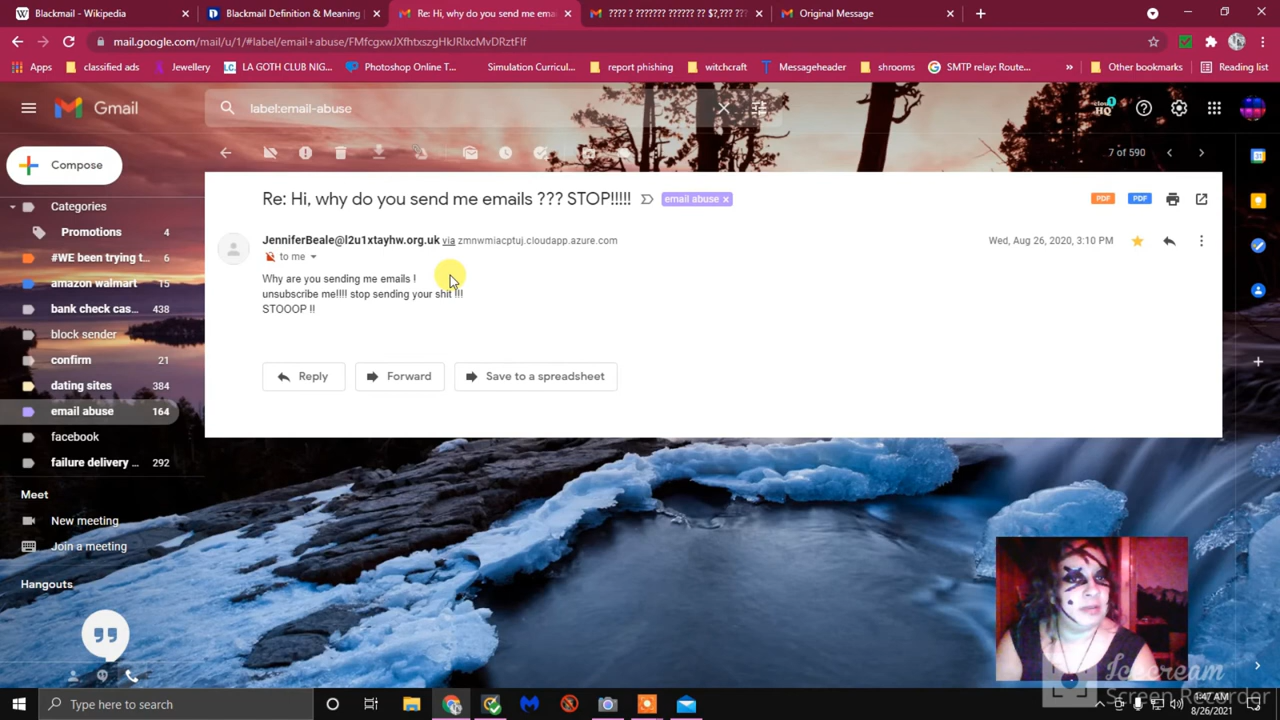 Blackmail - Wikipedia
Blackmail Definition & Meaning |
Re: Hi, why do you send me ema
???? ? ??????? ?????? ?? $?,??? ???
Original Message
mail.google.com/mail/u/1/#label/email+abuse/FMfcgxwJXfhtxszgHkJRlxcMvDRztFlf
Apps
classified ads
Jewellery
LA GOTH CLUB NIG...
Photoshop Online T...
Simulation Curricul...
report phishing
witchcraft
Messageheader
shrooms
SMTP relay: Route...
»
Other bookmarks
Reading list
Gmail
label:email-abuse
HQ
Compose
7 of 590
Categories
Promotions 4
#WE been trying t... 6
amazon walmart 15
bank check cas... 438
block sender
confirm 21
dating sites 384
email abuse 164
facebook
failure delivery ... 292
Meet
New meeting
Join a meeting
Hangouts
Re: Hi, why do you send me emails ??? STOP!!!!!
email abuse x
PDF
PDF
JenniferBeale@l2u1xtayhw.org.uk via zmnwmiacptuj.cloudapp.azure.com
Wed, Aug 26, 2020, 3:10 PM
to me
Why are you sending me emails !
unsubscribe me!!!! stop sending your shit !!!
STOOOP !!
Reply
Forward
Save to a spreadsheet
Icecream
Screen Recorder
Type here to search
1:47 AM
8/26/2021